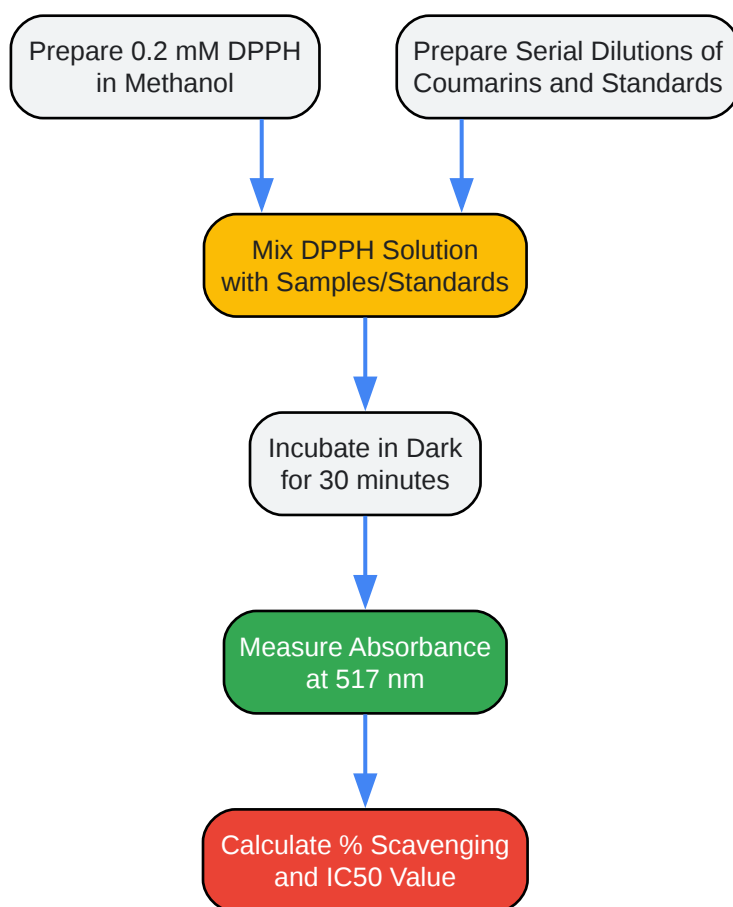 Prepare 0.2 mM DPPH
in Methanol
Prepare Serial Dilutions of
Coumarins and Standards
Mix DPPH Solution
with Samples/Standards
Incubate in Dark
for 30 minutes
Measure Absorbance
at 517 nm
Calculate % Scavenging
and IC50 Value